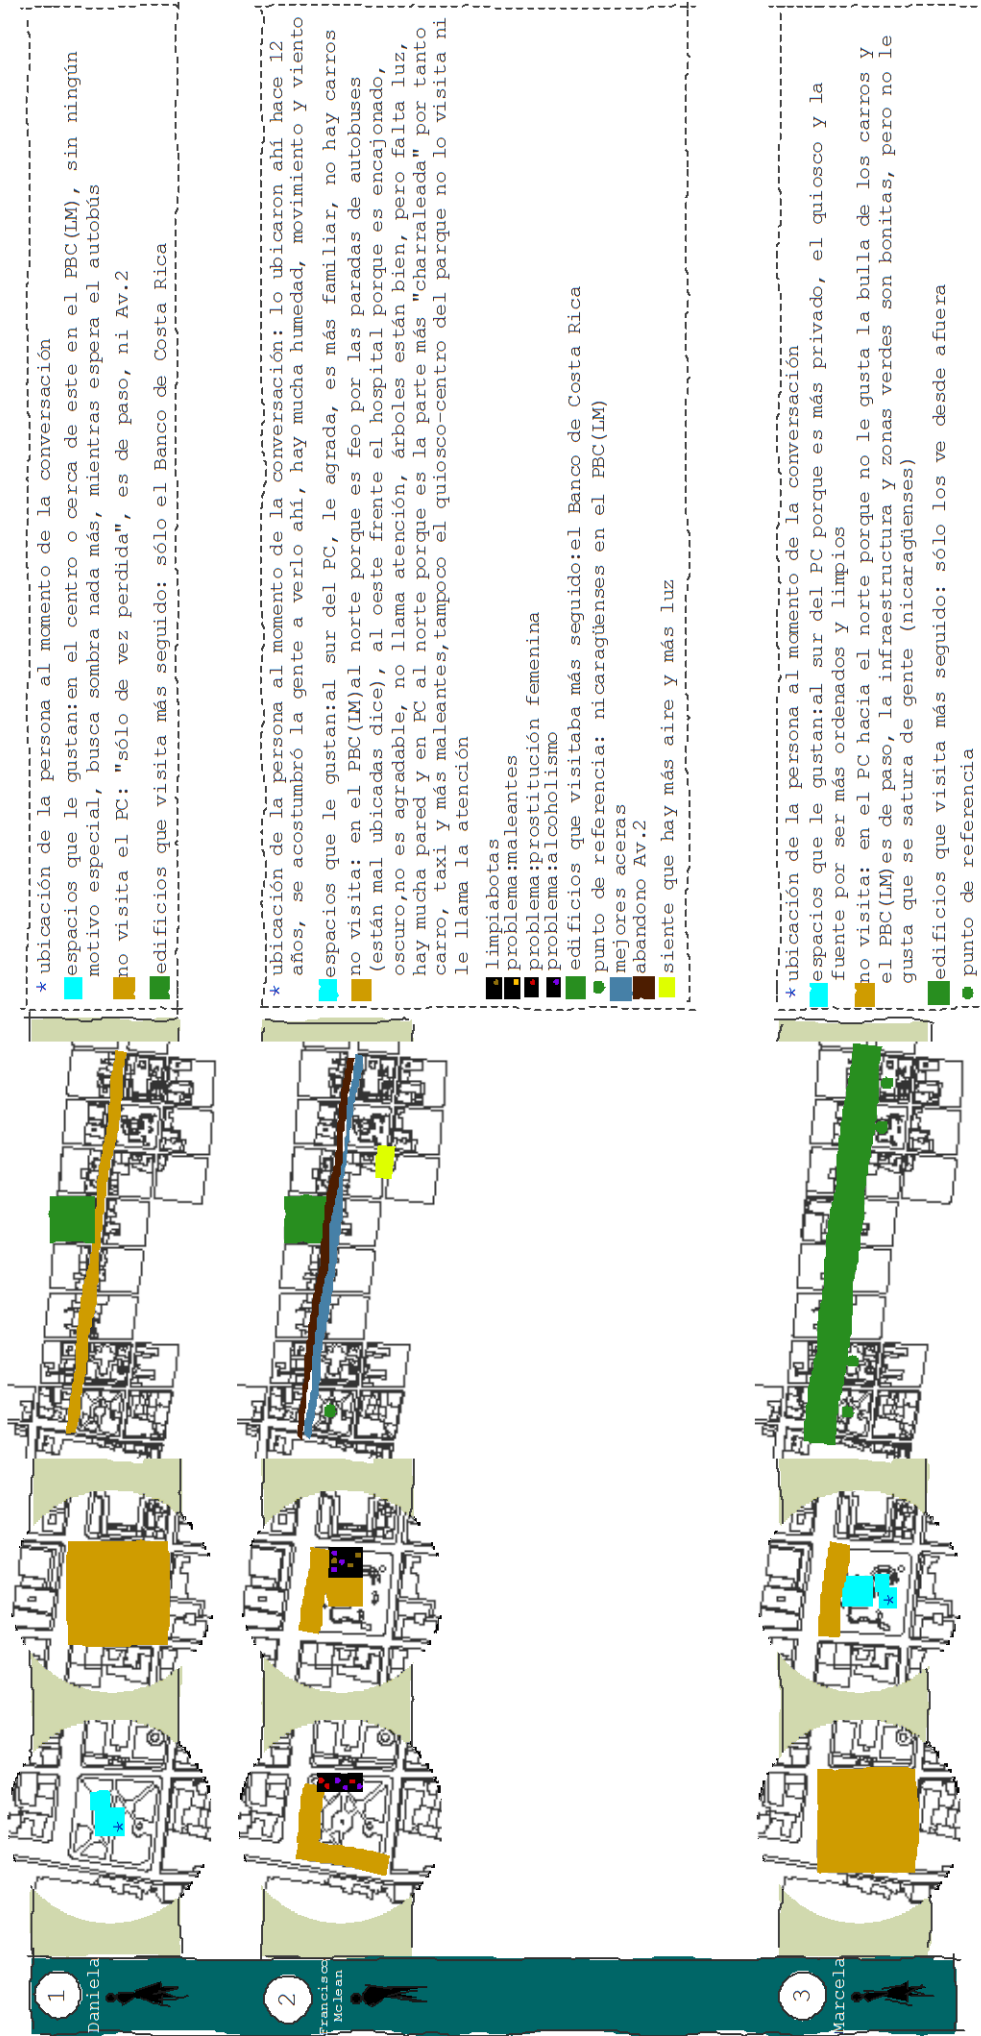 1
Daniela
* ubicación de la persona al momento de la conversación
espacios que le gustan:en el centro o cerca de este en el PBC(LM), sin ningún
motivo especial, busca sombra nada más, mientras espera el autobús
no visita el PC: "sólo de vez perdida", es de paso, ni Av.2
edificios que visita más seguido: sólo el Banco de Costa Rica
*
2
Francisco
Mclean
* ubicación de la persona al momento de la conversación: lo ubicaron ahí hace 12
años, se acostumbró la gente a verlo ahí, hay mucha humedad, movimiento y viento
espacios que le gustan:al sur del PC, le agrada, es más familiar, no hay carros
no visita: en el PBC(LM)al norte porque es feo por las paradas de autobuses
(están mal ubicadas dice), al oeste frente el hospital porque es encajonado,
oscuro,no es agradable, no llama atención, árboles están bien, pero falta luz,
hay mucha pared y en PC al norte porque es la parte más "charraleada" por tanto
carro, taxi y más maleantes,tampoco el quiosco-centro del parque no lo visita ni
le llama la atención
limpiabotas
problema:maleantes
problema:prostitución femenina
problema:alcoholismo
edificios que visitaba más seguido:el Banco de Costa Rica
punto de referencia: nicaragüenses en el PBC(LM)
mejores aceras
abandono Av.2
siente que hay más aire y más luz
3
Marcela
* ubicación de la persona al momento de la conversación
espacios que le gustan:al sur del PC porque es más privado, el quiosco y la
fuente por ser más ordenados y limpios
no visita: en el PC hacia el norte porque no le gusta la bulla de los carros y
el PBC(LM)es de paso, la infraestructura y zonas verdes son bonitas, pero no le
gusta que se satura de gente (nicaragüenses)
edificios que visita más seguido: sólo los ve desde afuera
punto de referencia
*